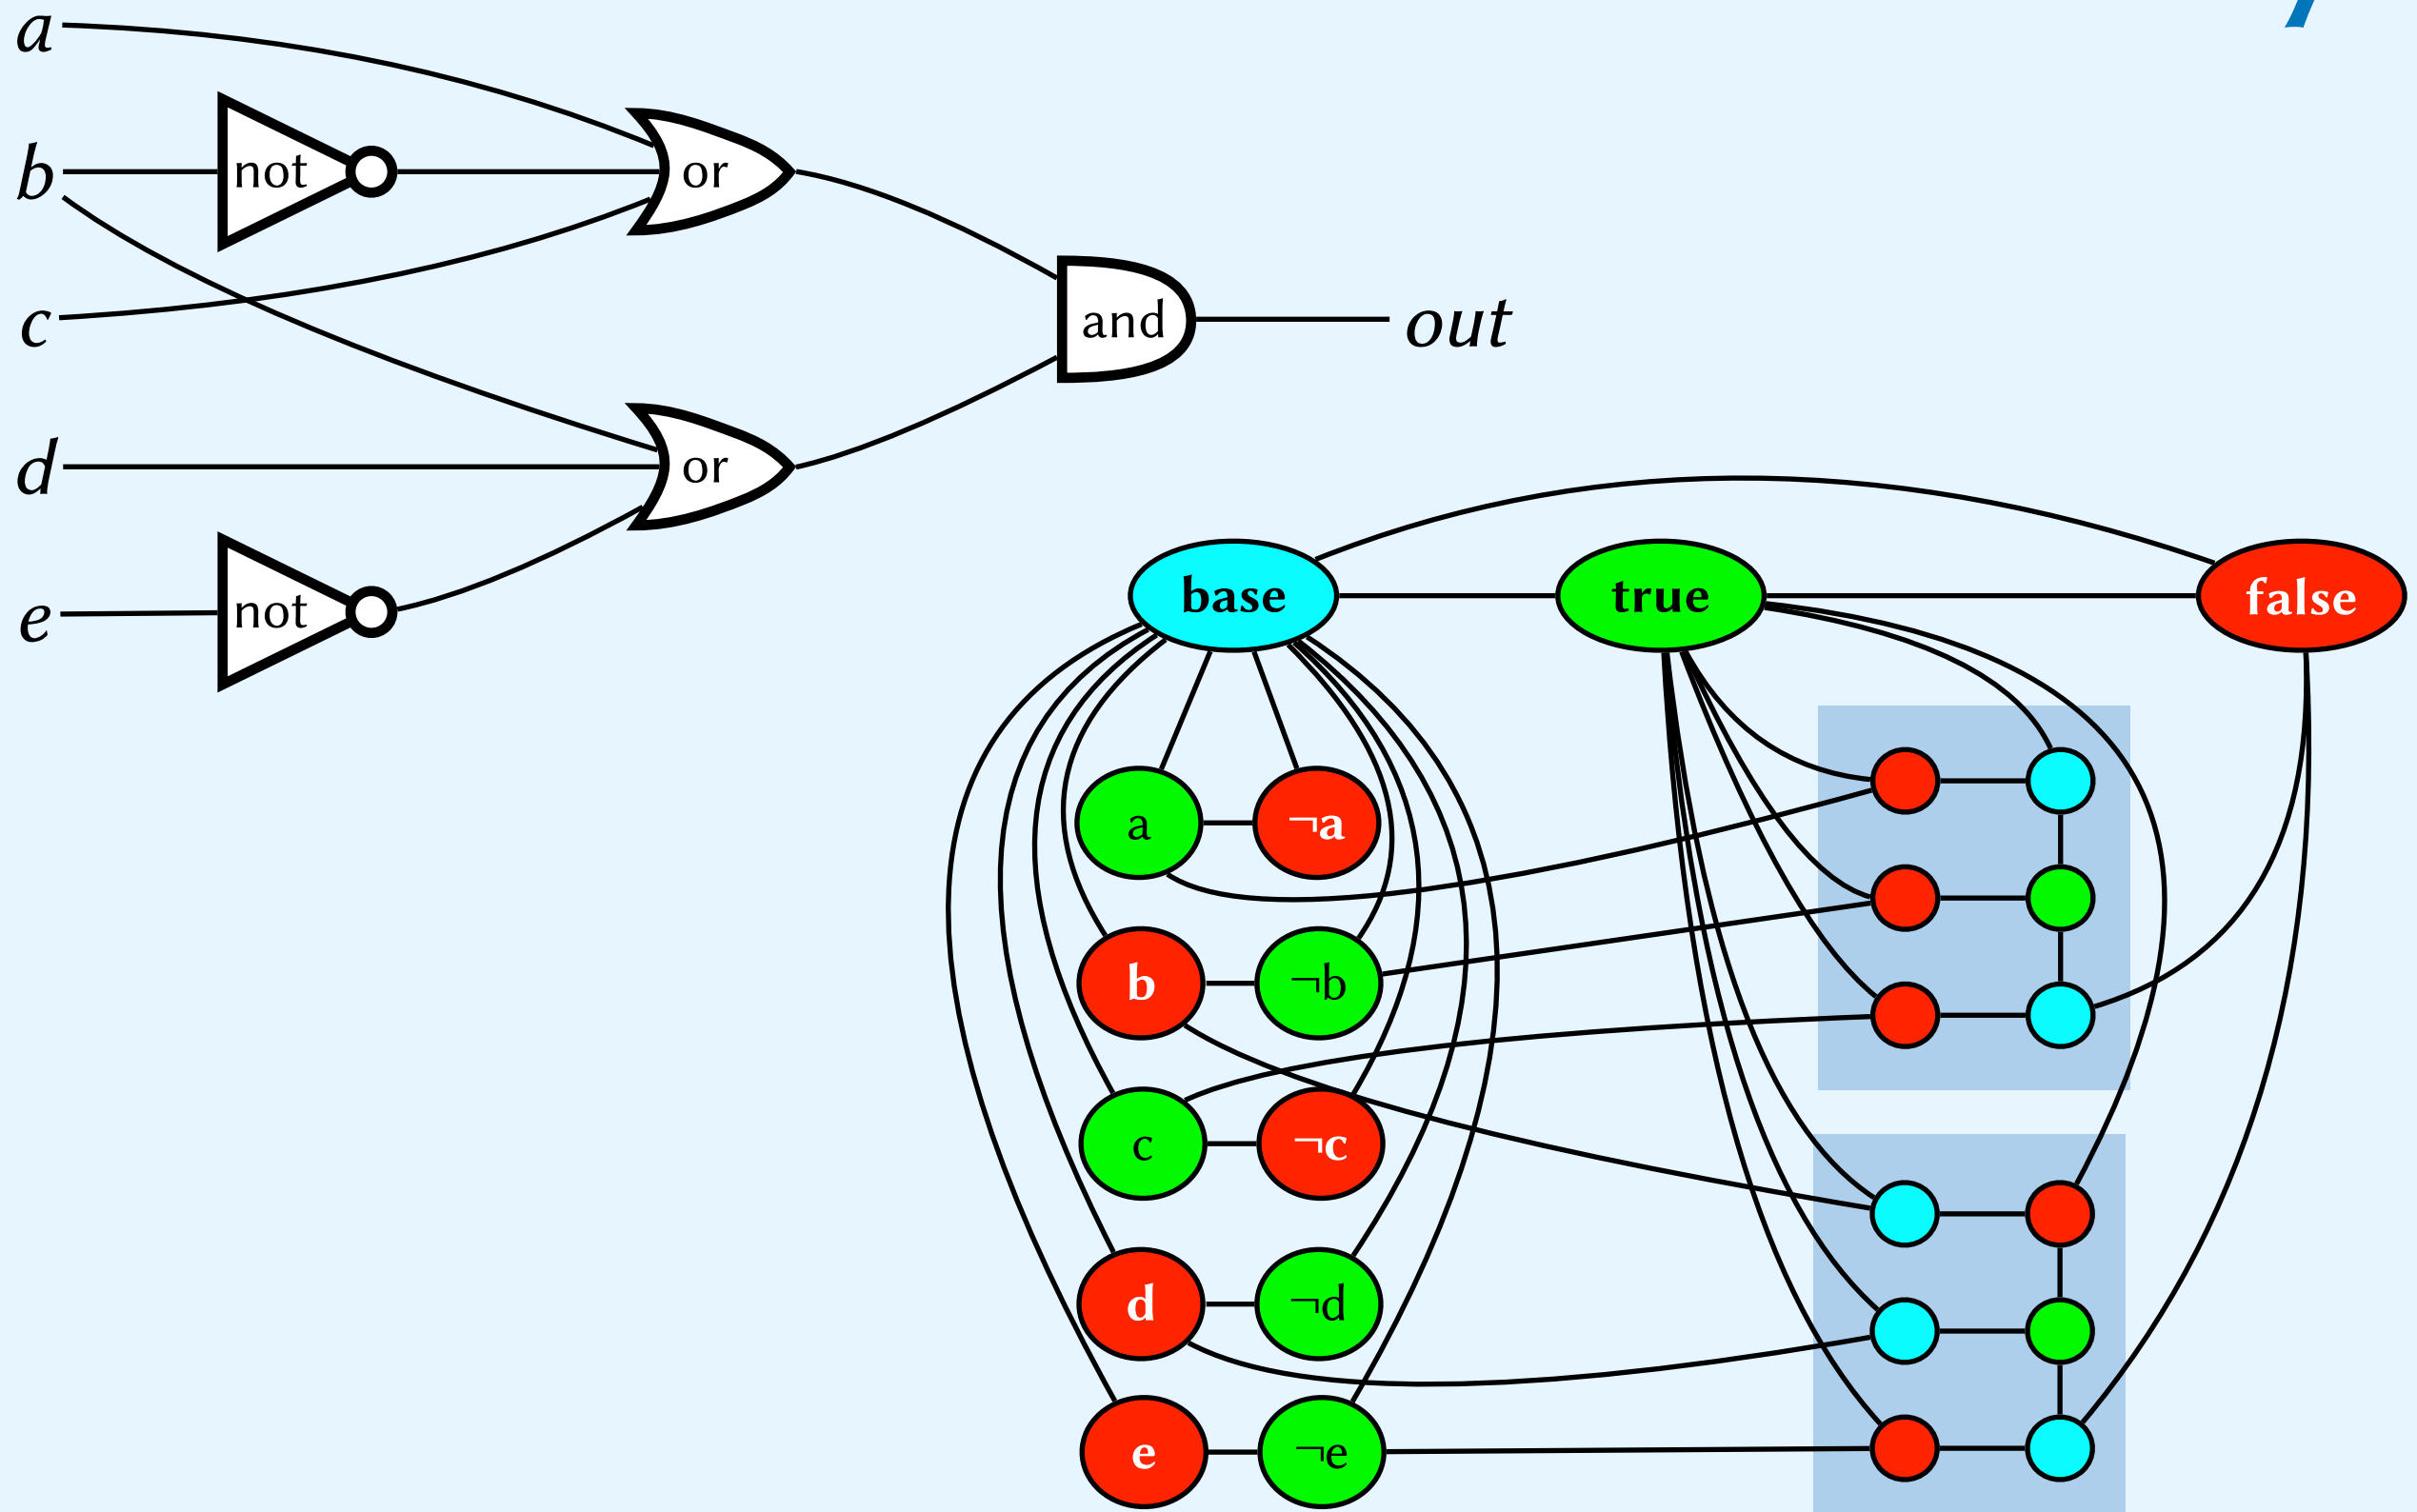 a
b
not
or
c
and
out
d
or
e
not
base
true
false
a
¬a
b
¬b
c
¬c
d
¬d
e
¬e